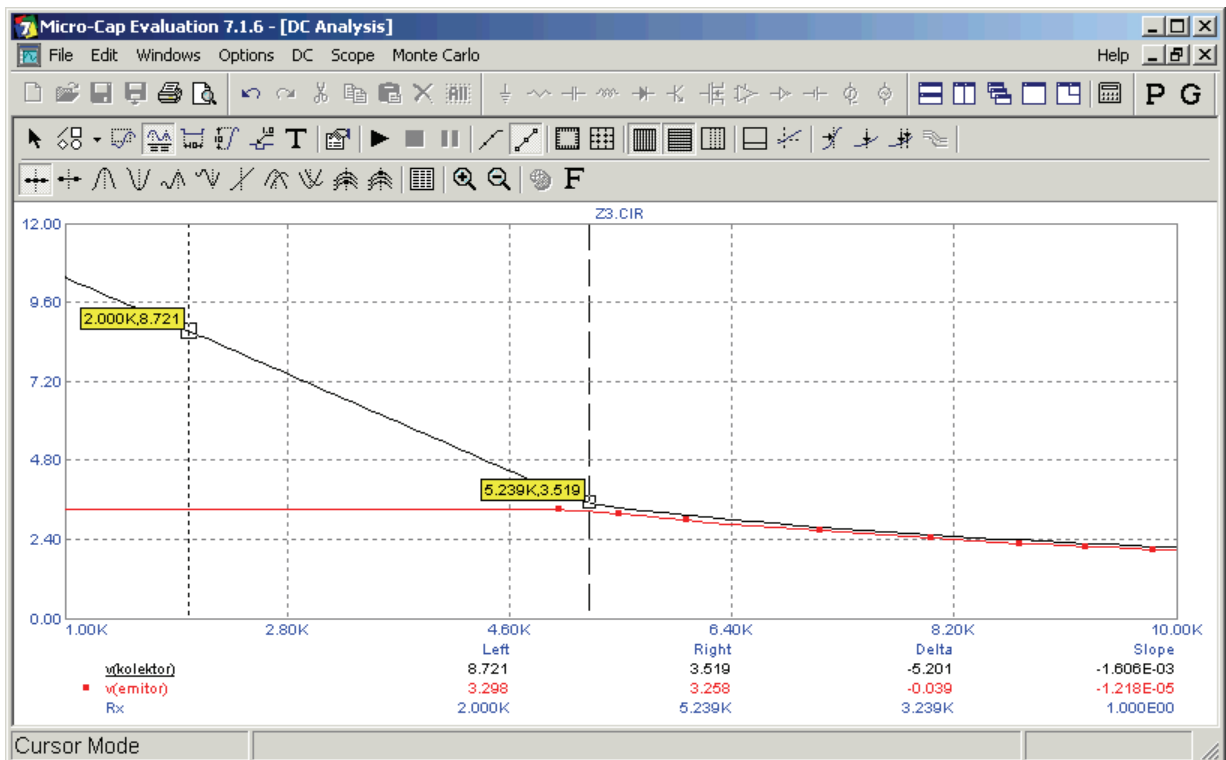 Micro-Cap Evaluation 7.1.6 - [DC Analysis]
File Edit Windows Options DC Scope Monte Carlo Help
T
P G
F
Z3.CIR
12.00
9.60
7.20
4.80
2.40
0.00
2.000K,8.721
5.239K,3.519
1.00K 2.80K 4.60K 6.40K 8.20K 10.00K
Left Right Delta Slope
v(kolektor) 8.721 3.519 -5.201 -1.606E-03
v(emitor) 3.298 3.258 -0.039 -1.218E-05
Rx 2.000K 5.239K 3.239K 1.000E00
Cursor Mode